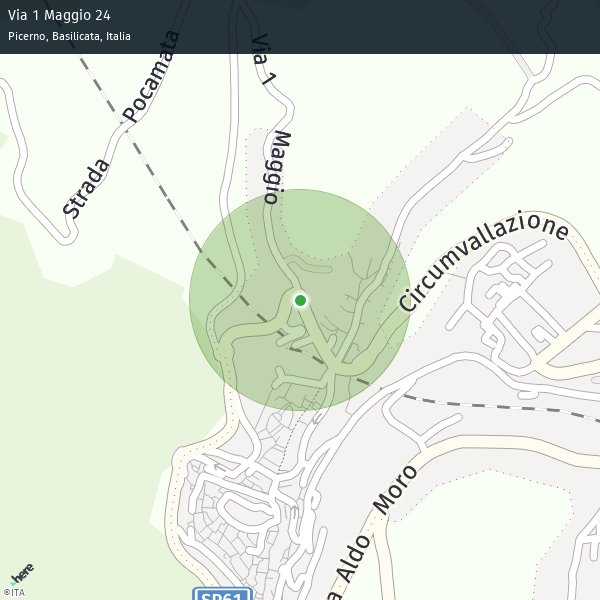 Via 1 Maggio 24
Picerno, Basilicata, Italia
Strada Pocamata
Via 1 Maggio
Circumvallazione
Aldo Moro
SP61
here
©ITA